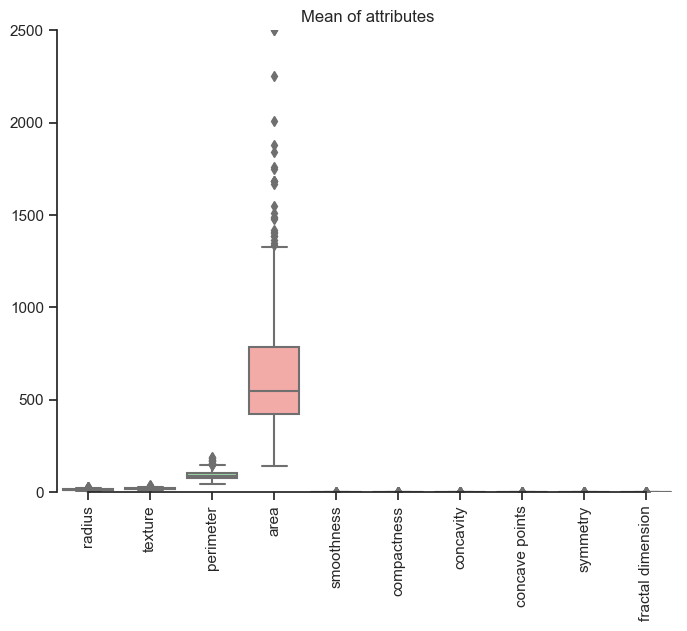 Mean of attributes
2500
2000
1500
1000
500
0
radius
texture
perimeter
area
smoothness
compactness
concavity
concave points
symmetry
fractal dimension